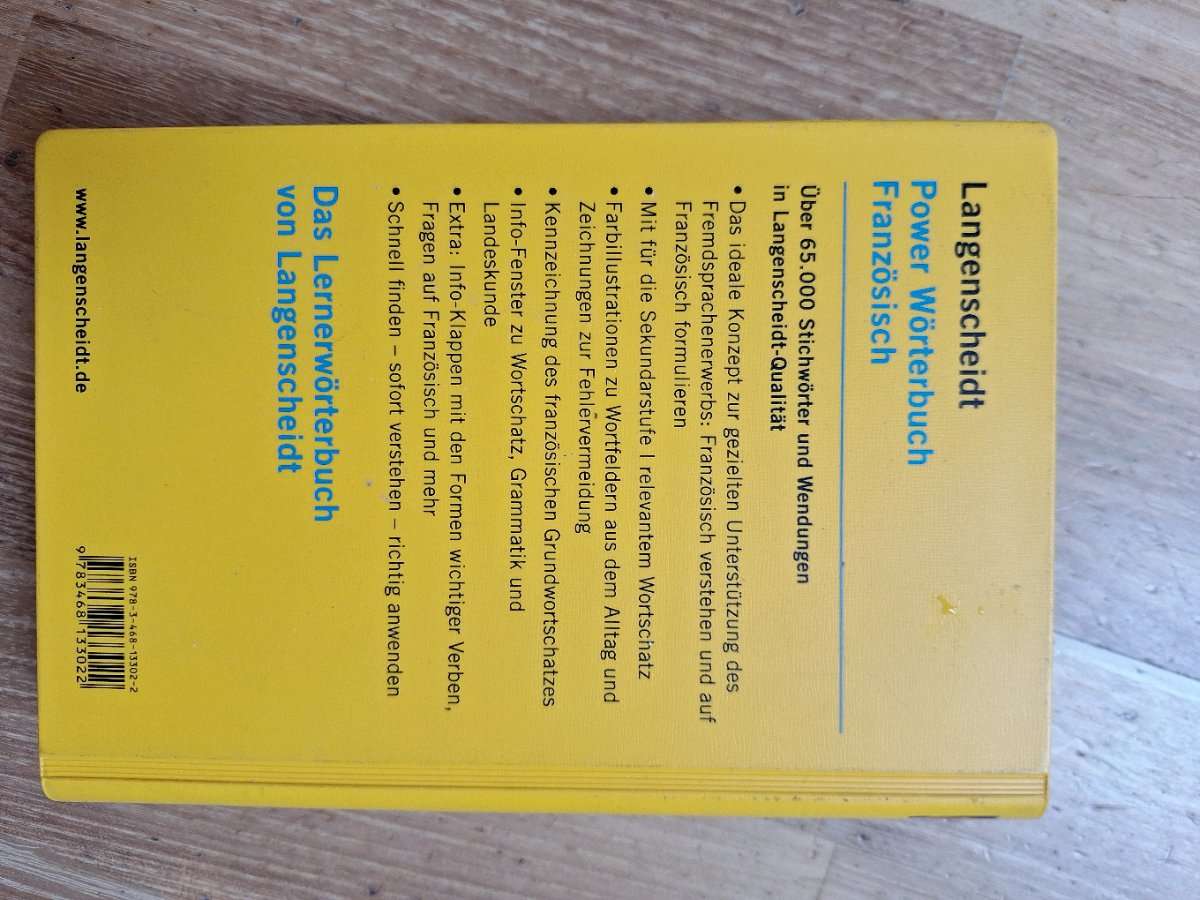 Langenscheidt
Power Wörterbuch
Französisch
Über 65.000 Stichwörter und Wendungen
in Langenscheidt-Qualität
• Das ideale Konzept zur gezielten Unterstützung des
Fremdsprachenerwerbs: Französisch verstehen und auf
Französisch formulieren
• Mit für die Sekundarstufe I relevantem Wortschatz
• Farbillustrationen zu Wortfeldern aus dem Alltag und
Zeichnungen zur Fehlervermeidung
• Kennzeichnung des französischen Grundwortschatzes
• Info-Fenster zu Wortschatz, Grammatik und
Landeskunde
• Extra: Info-Klappen mit den Formen wichtiger Verben,
Fragen auf Französisch und mehr
• Schnell finden – sofort verstehen – richtig anwenden
Das Lernerwörterbuch
von Langenscheidt
www.langenscheidt.de
ISBN 978-3-468-13302-2
9 783468 133022